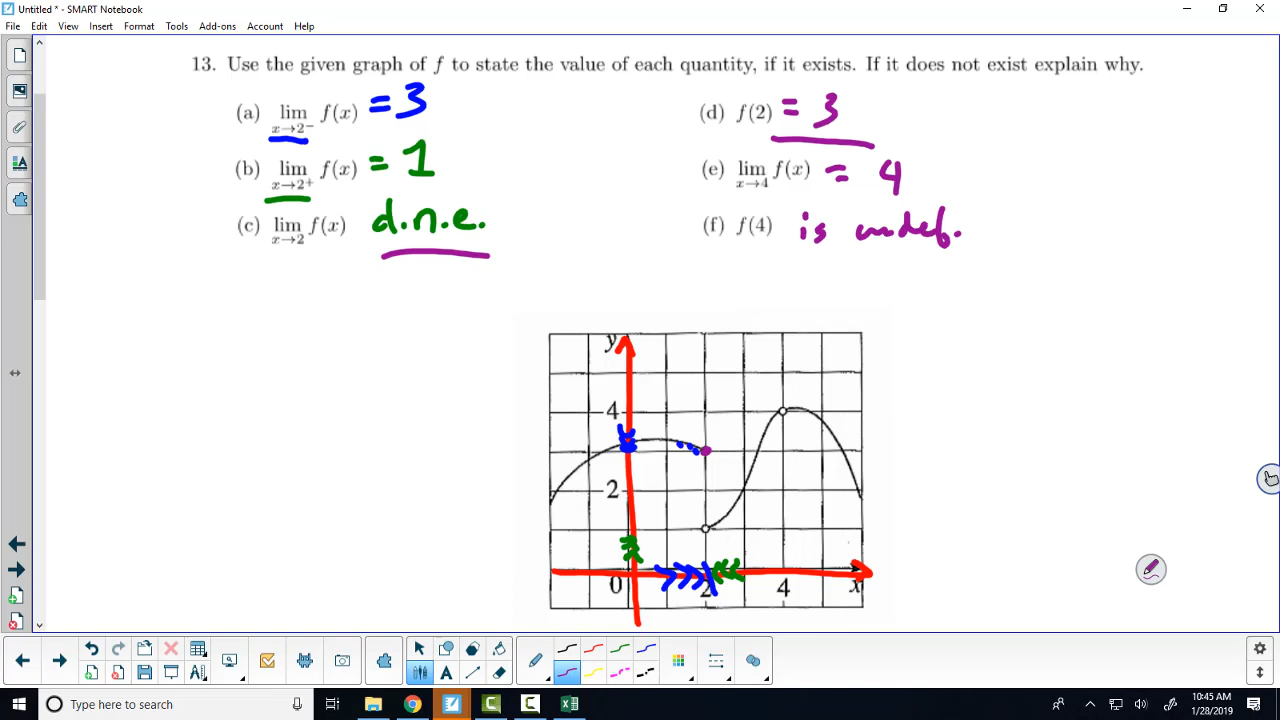 Untitled * - SMART Notebook
File Edit View Insert Format Tools Add-ons Account Help
13. Use the given graph of f to state the value of each quantity, if it exists. If it does not exist explain why.
(a) lim x→2⁻ f(x) = 3
(b) lim x→2⁺ f(x) = 1
(c) lim x→2 f(x) d.n.e.
(d) f(2) = 3
(e) lim x→4 f(x) = 4
(f) f(4) is undef.
y
4
2
0 2 4 x
Type here to search
10:45 AM
1/28/2019